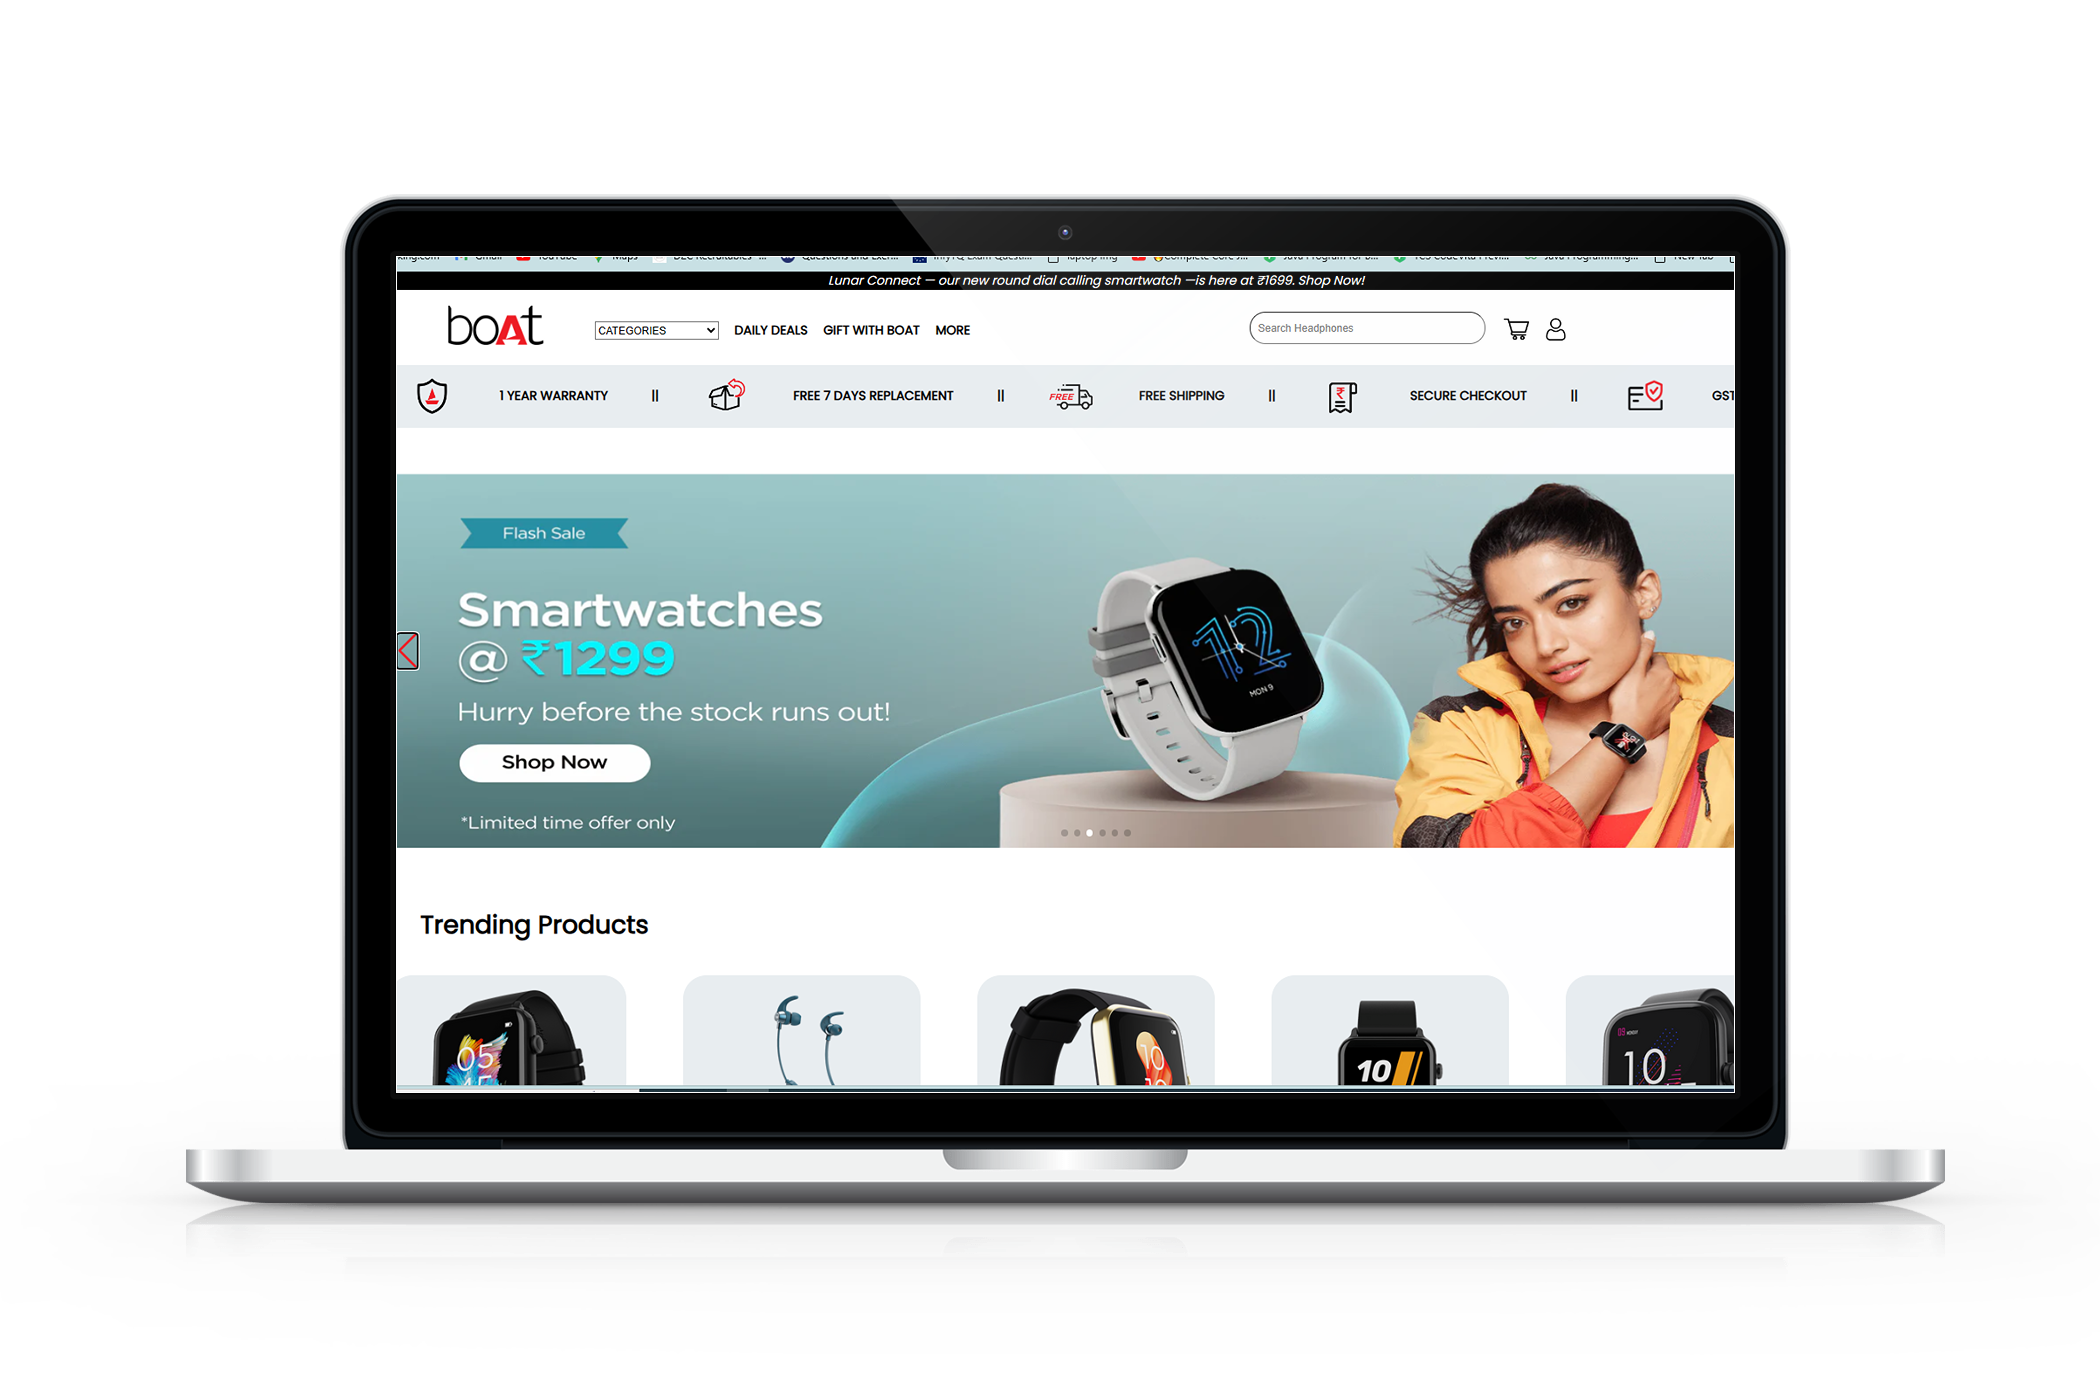 Lunar Connect — our new round dial calling smartwatch —is here at ₹1699. Shop Now!
boAt
CATEGORIES DAILY DEALS GIFT WITH BOAT MORE Search Headphones
1 YEAR WARRANTY || FREE 7 DAYS REPLACEMENT || FREE FREE SHIPPING || ₹ SECURE CHECKOUT || GST
Flash Sale
Smartwatches
@ ₹1299
Hurry before the stock runs out!
Shop Now
*Limited time offer only
12
MON 9
Trending Products
05
10
10
09 MONDAY
10